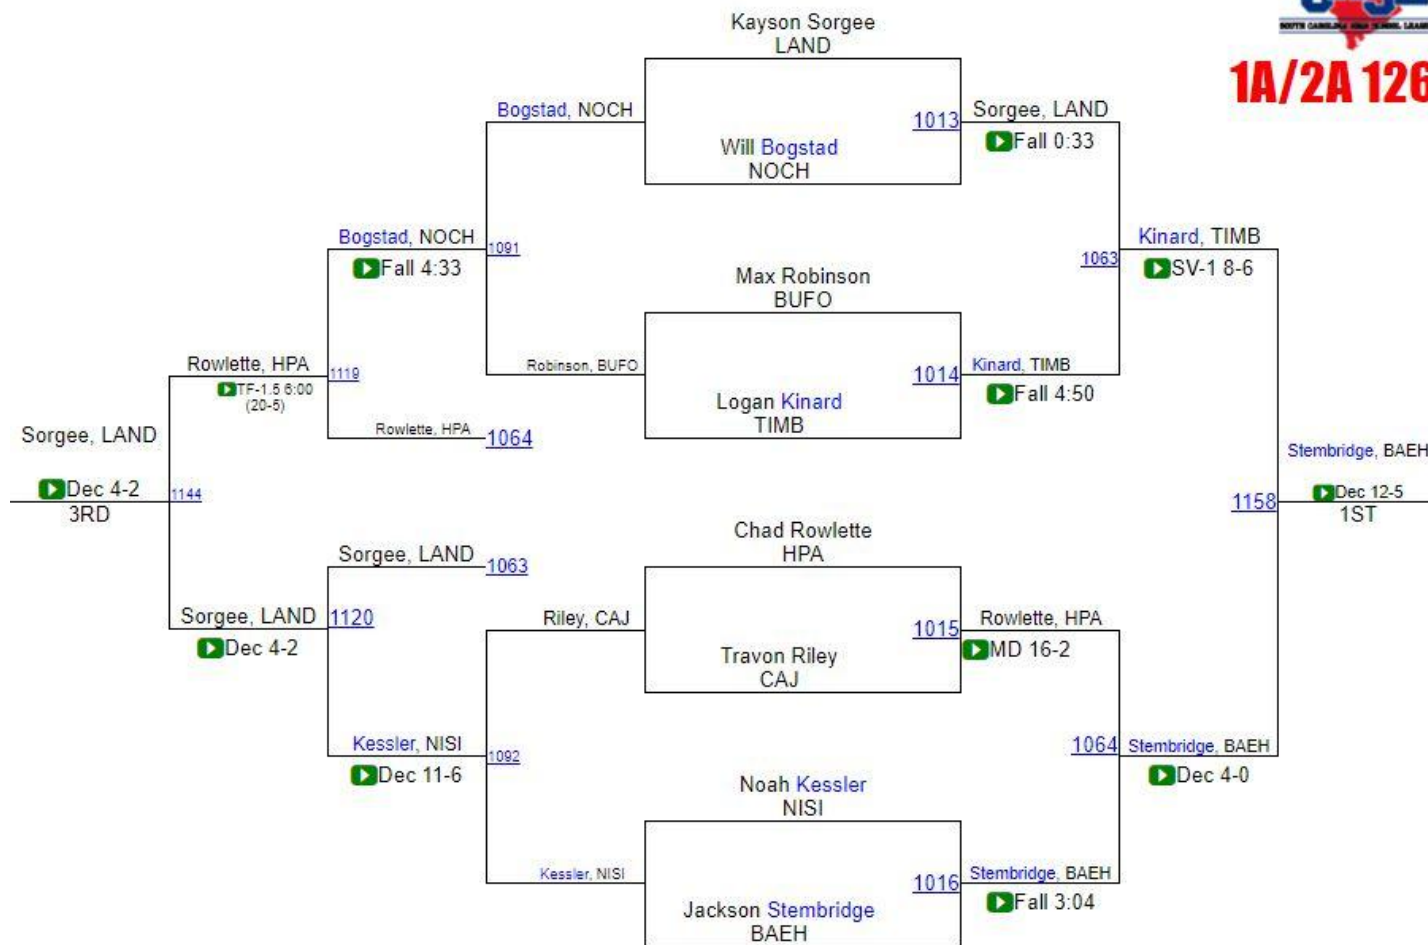 SOUTH CAROLINA HIGH SCHOOL LEAGUE
1A/2A 126
Kayson Sorgee
LAND
Bogstad, NOCH
1013
Sorgee, LAND
Fall 0:33
Will Bogstad
NOCH
Bogstad, NOCH
Fall 4:33
1091
Kinard, TIMB
SV-1 8-6
1063
Max Robinson
BUFO
Robinson, BUFO
1014
Kinard, TIMB
Fall 4:50
Logan Kinard
TIMB
Rowlette, HPA
TF-1.5 6:00
(20-5)
1119
Rowlette, HPA
1064
Sorgee, LAND
Dec 4-2
3RD
1144
Stembridge, BAEH
Dec 12-5
1ST
1158
Chad Rowlette
HPA
Sorgee, LAND
1063
Sorgee, LAND
Dec 4-2
1120
Riley, CAJ
1015
Rowlette, HPA
MD 16-2
Travon Riley
CAJ
Kessler, NISI
Dec 11-6
1092
1064
Stembridge, BAEH
Dec 4-0
Noah Kessler
NISI
Kessler, NISI
1016
Stembridge, BAEH
Fall 3:04
Jackson Stembridge
BAEH